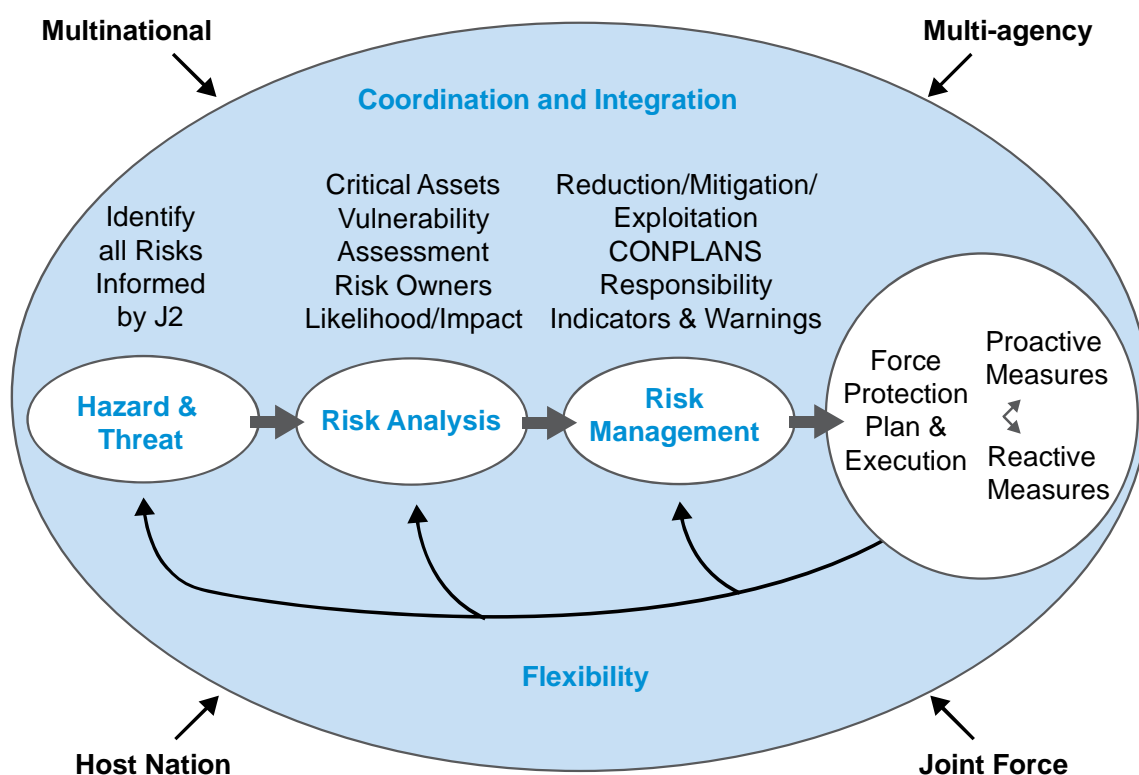 Multinational
Multi-agency
Coordination and Integration
Identify
all Risks
Informed
by J2
Critical Assets
Vulnerability
Assessment
Risk Owners
Likelihood/Impact
Reduction/Mitigation/
Exploitation
CONPLANS
Responsibility
Indicators & Warnings
Hazard &
Threat
Risk Analysis
Risk
Management
Force
Protection
Plan &
Execution
Proactive
Measures
Reactive
Measures
Flexibility
Host Nation
Joint Force